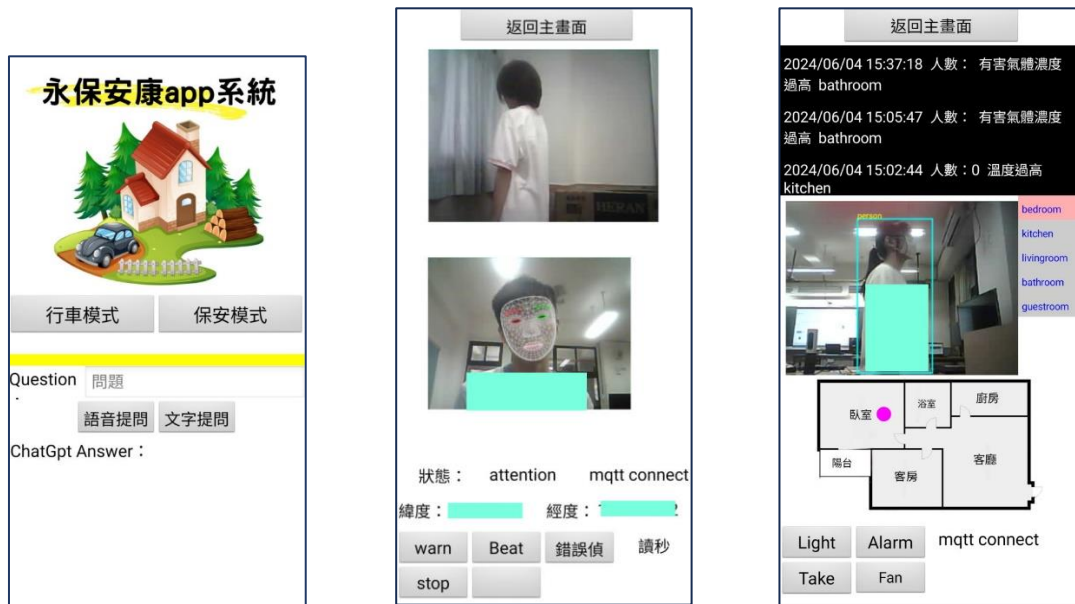 永保安康app系統
行車模式
保安模式
Question
:
問題
語音提問
文字提問
ChatGpt Answer：
返回主畫面
HERAN
狀態：
attention
mqtt connect
緯度：
經度：
warn
Beat
錯誤偵
讀秒
stop
返回主畫面
2024/06/04 15:37:18 人數： 有害氣體濃度
過高 bathroom
2024/06/04 15:05:47 人數： 有害氣體濃度
過高 bathroom
2024/06/04 15:02:44 人數：0 溫度過高
kitchen
person
bedroom
kitchen
livingroom
bathroom
guestroom
臥室
浴室
廚房
陽台
客房
客廳
Light
Alarm
mqtt connect
Take
Fan